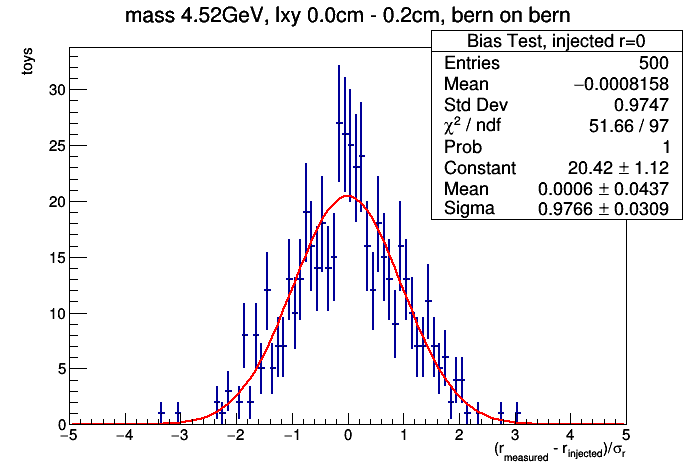 mass 4.52GeV, lxy 0.0cm - 0.2cm, bern on bern
Bias Test, injected r=0
Entries 500
Mean −0.0008158
Std Dev 0.9747
χ² / ndf 51.66 / 97
Prob 1
Constant 20.42 ± 1.12
Mean 0.0006 ± 0.0437
Sigma 0.9766 ± 0.0309
toys
30
25
20
15
10
5
0
−5 −4 −3 −2 −1 0 1 2 3 4 5
(r_measured - r_injected)/σ_r